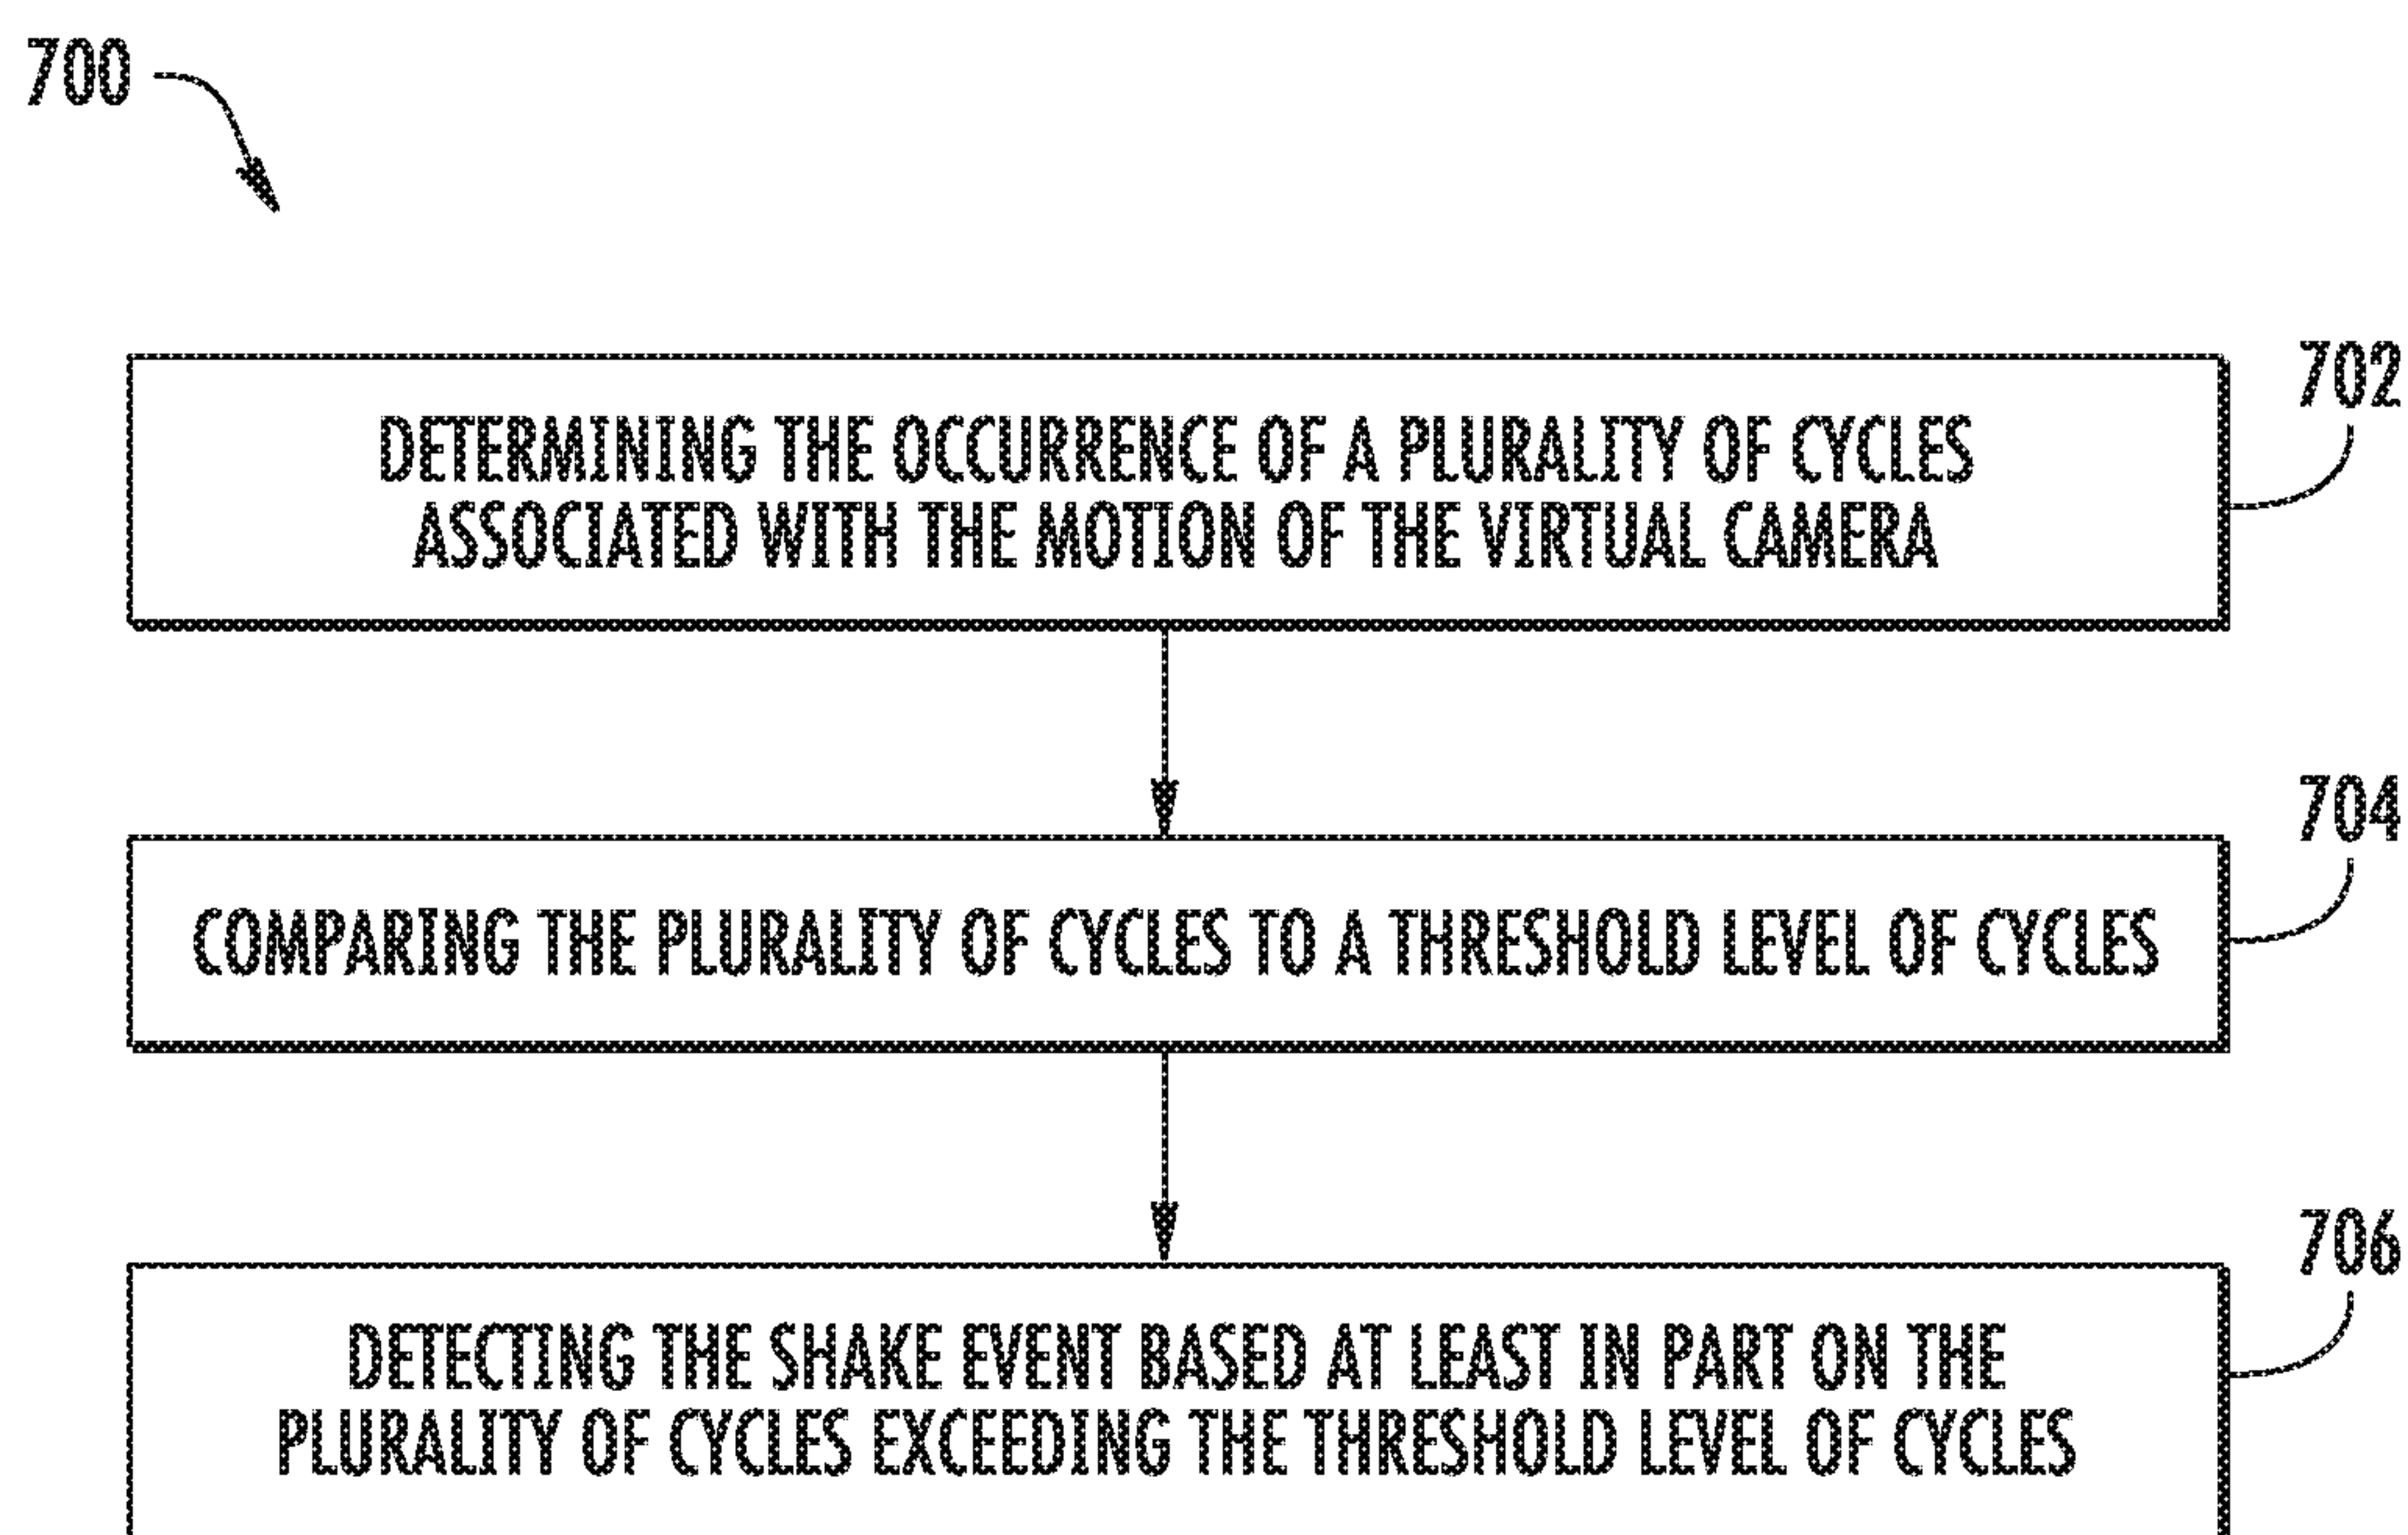 700
702
DETERMINING THE OCCURRENCE OF A PLURALITY OF CYCLES
ASSOCIATED WITH THE MOTION OF THE VIRTUAL CAMERA
704
COMPARING THE PLURALITY OF CYCLES TO A THRESHOLD LEVEL OF CYCLES
706
DETECTING THE SHAKE EVENT BASED AT LEAST IN PART ON THE
PLURALITY OF CYCLES EXCEEDING THE THRESHOLD LEVEL OF CYCLES